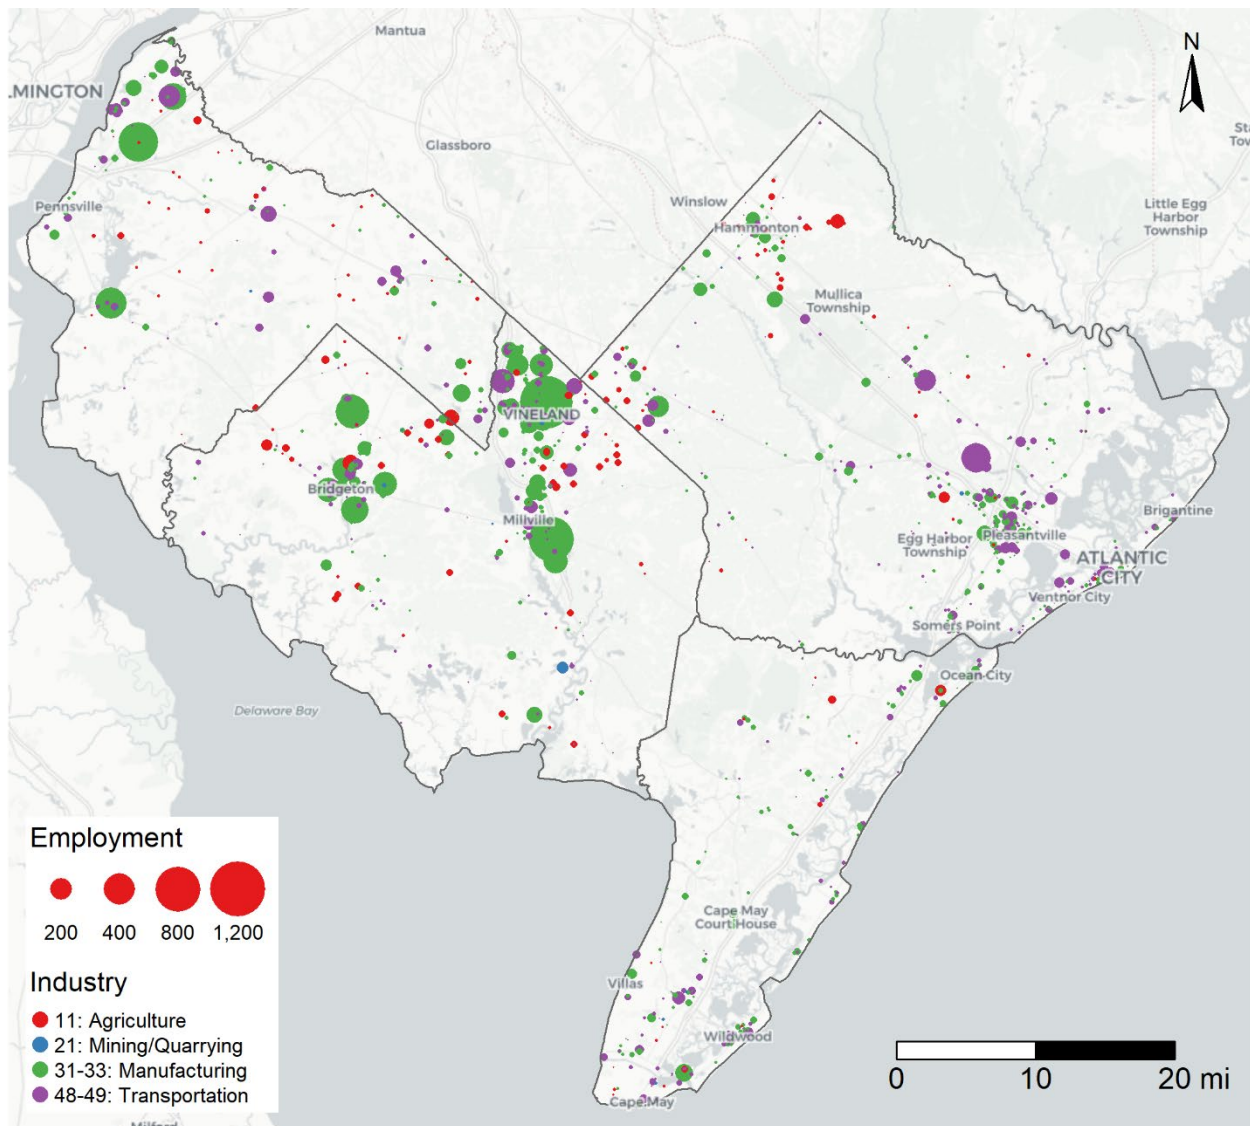 Mantua
N
LMINGTON
Glassboro
Winslow
Pennsville
Hammonton
Little Egg
Harbor
Township
Mullica
Township
VINELAND
Bridgeton
Millville
Brigantine
Egg Harbor
Township
Pleasantville
ATLANTIC
CITY
Ventnor City
Somers Point
Ocean City
Delaware Bay
Employment
200 400 800 1,200
Cape May
Court House
Industry
11: Agriculture
21: Mining/Quarrying
31-33: Manufacturing
48-49: Transportation
Villas
Wildwood
Cape May
0 10 20 mi